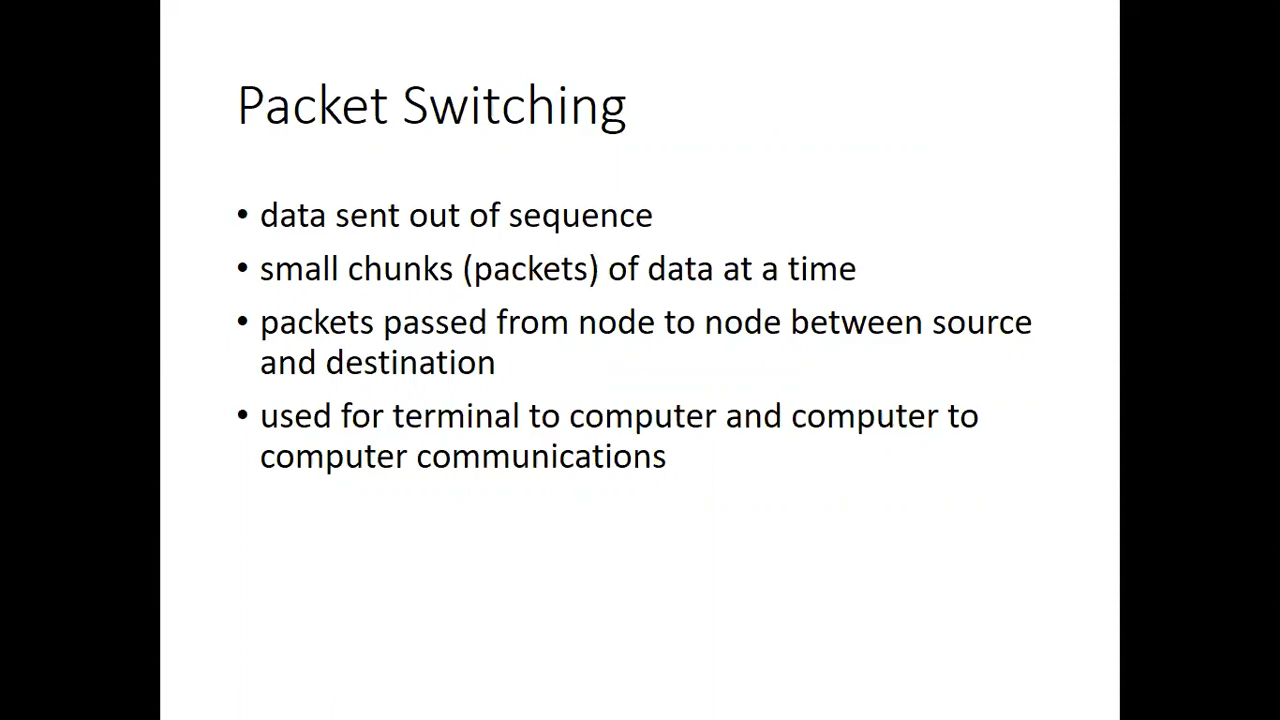 Packet Switching
• data sent out of sequence
• small chunks (packets) of data at a time
• packets passed from node to node between source
and destination
• used for terminal to computer and computer to
computer communications